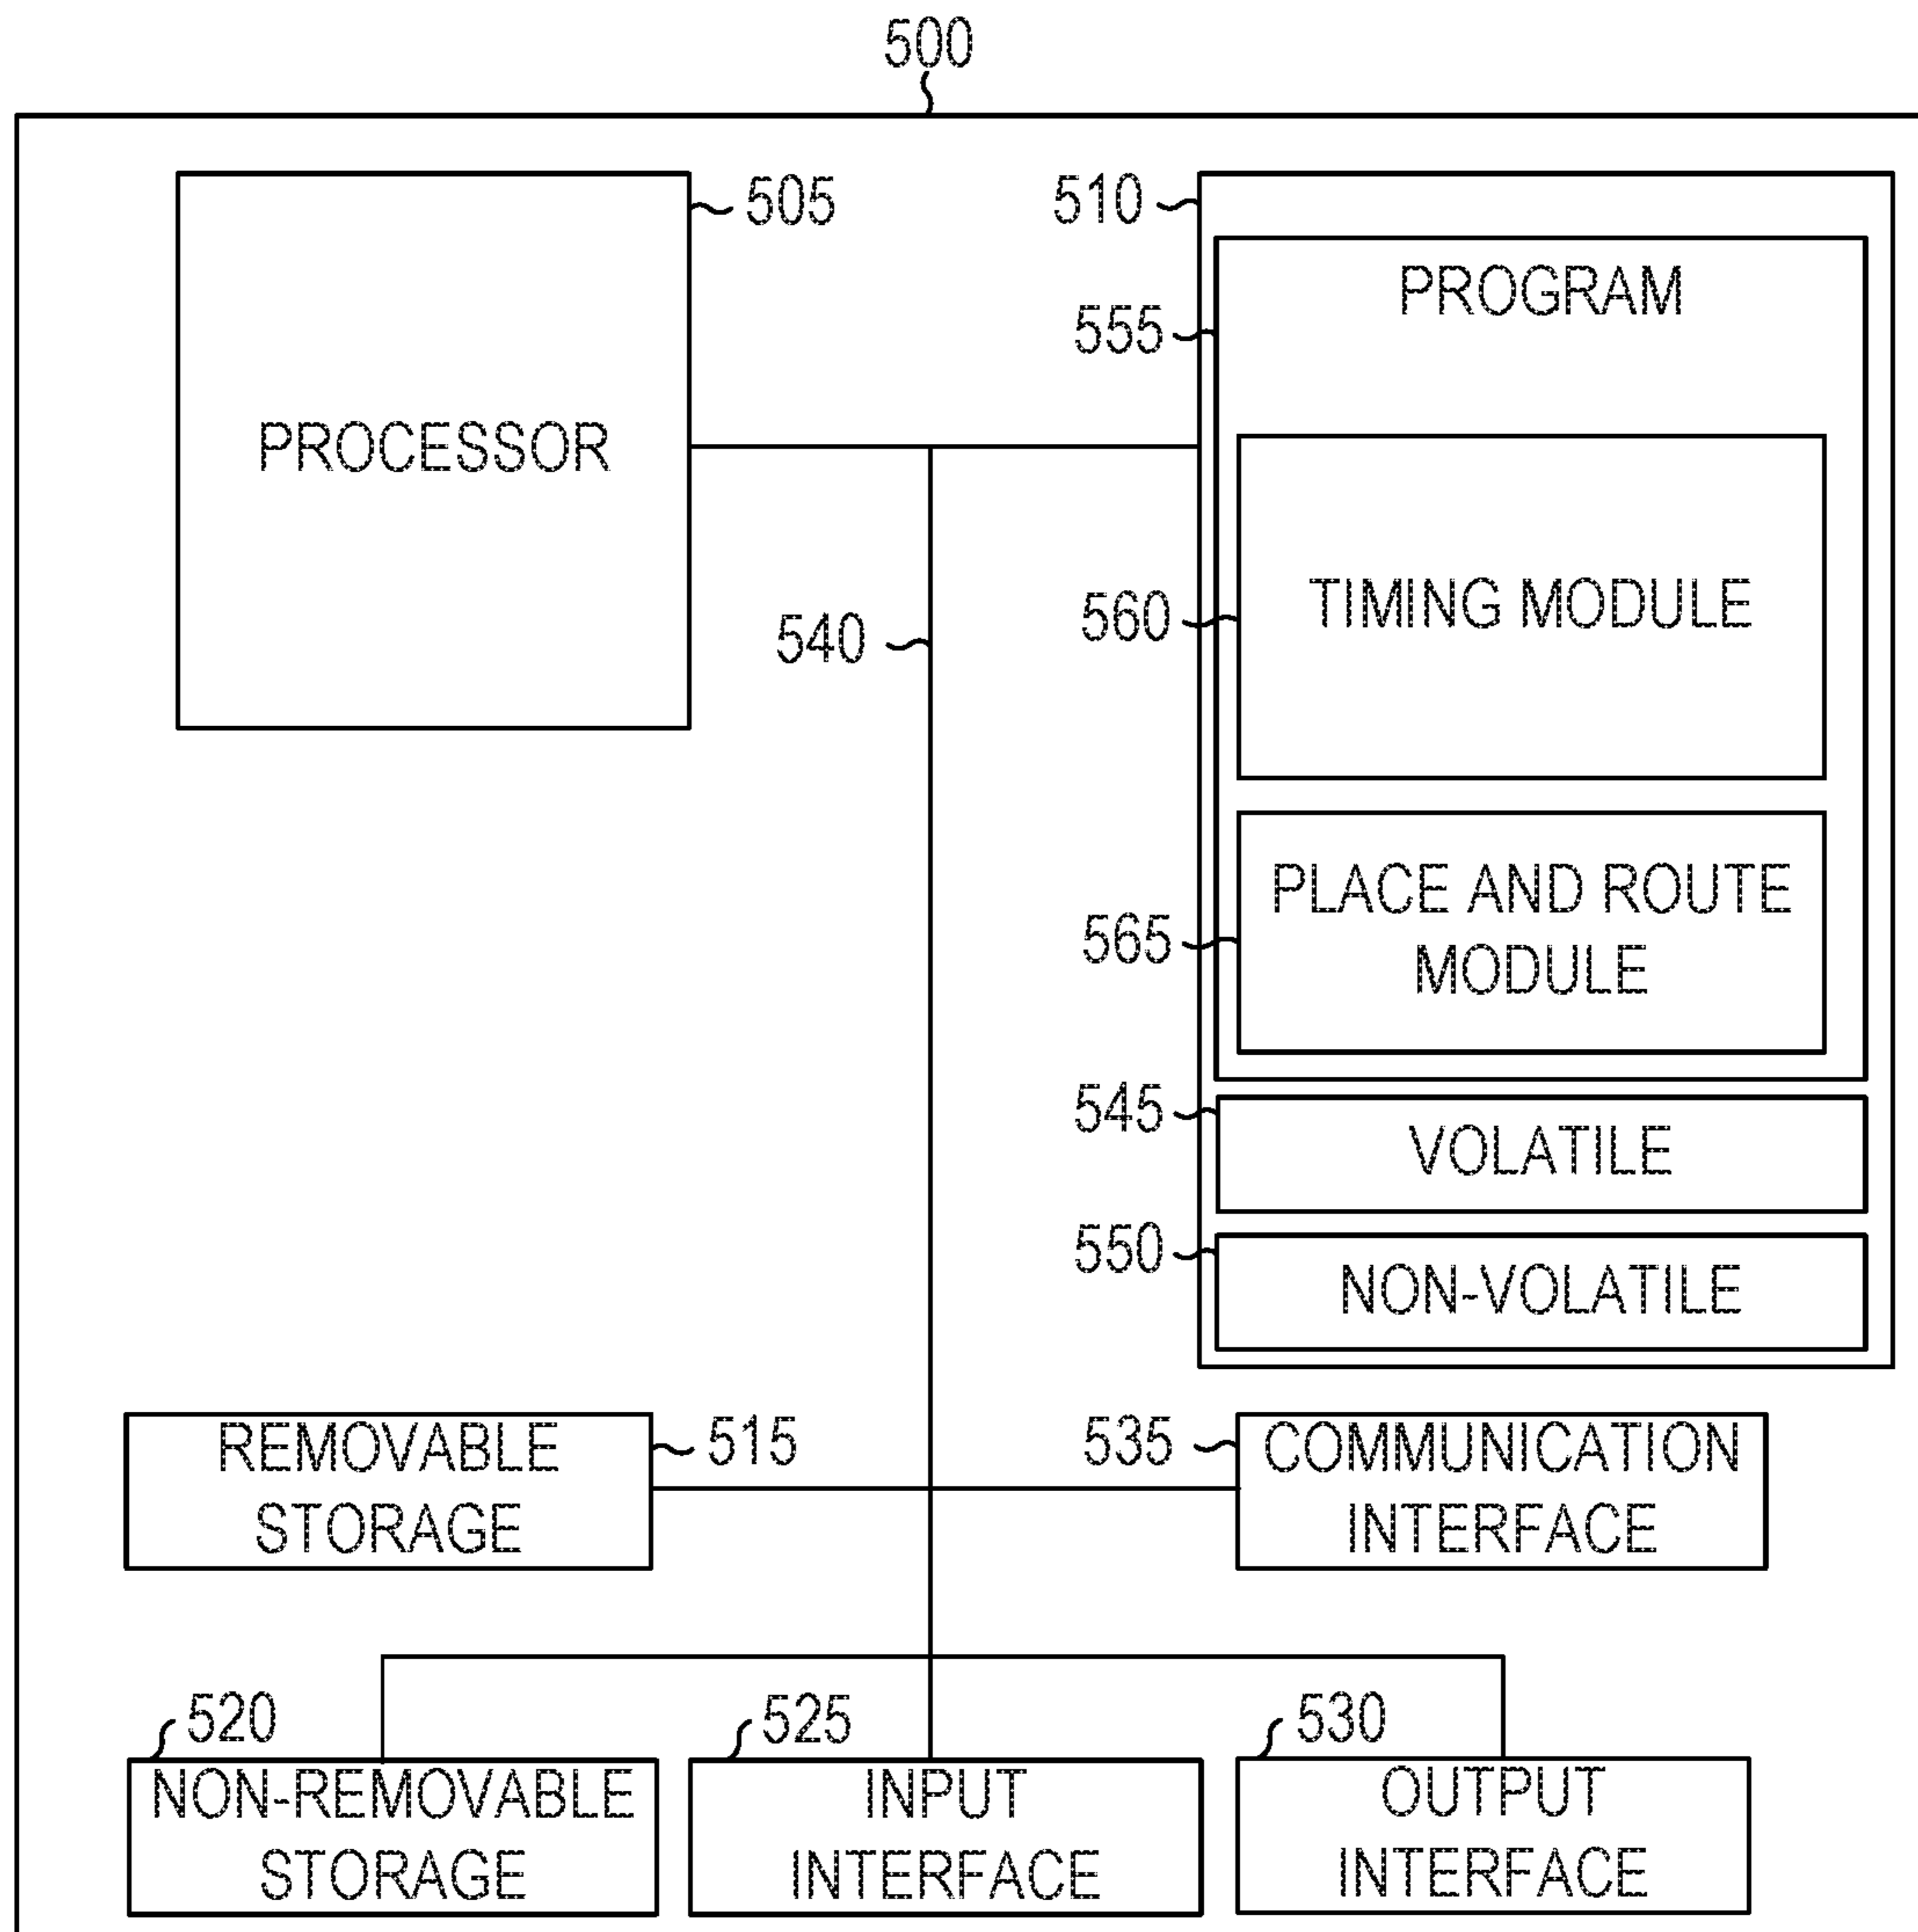 500
505
510
PROGRAM
555
PROCESSOR
TIMING MODULE
560
540
PLACE AND ROUTE
MODULE
565
545
VOLATILE
550
NON-VOLATILE
REMOVABLE
STORAGE
515
535
COMMUNICATION
INTERFACE
520
525
530
NON-REMOVABLE
STORAGE
INPUT
INTERFACE
OUTPUT
INTERFACE